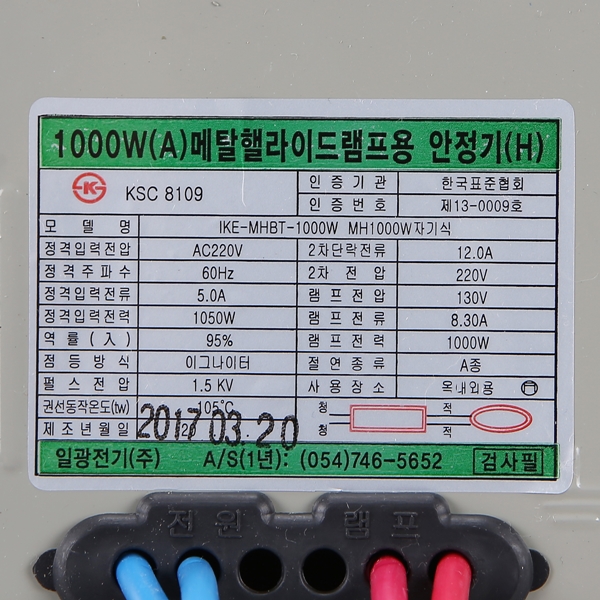 1000W(A)메탈핼라이드램프용 안정기(H)
KSC 8109
인증기관 한국표준협회
인증번호 제13-0009호
모델명 IKE-MHBT-1000W MH1000W자기식
정격입력전압 AC220V 2차단락전류 12.0A
정격주파수 60Hz 2차전압 220V
정격입력전류 5.0A 램프전압 130V
정격입력전력 1050W 램프전류 8.30A
역률(入) 95% 램프전력 1000W
점등방식 이그나이터 절연종류 A종
펄스전압 1.5 KV 사용장소 옥내외용
권선동작온도(tw) 105℃ 청 적
제조년월일 2017 03.20 청 적
일광전기(주) A/S(1년): (054)746-5652 검사필
전원 램프